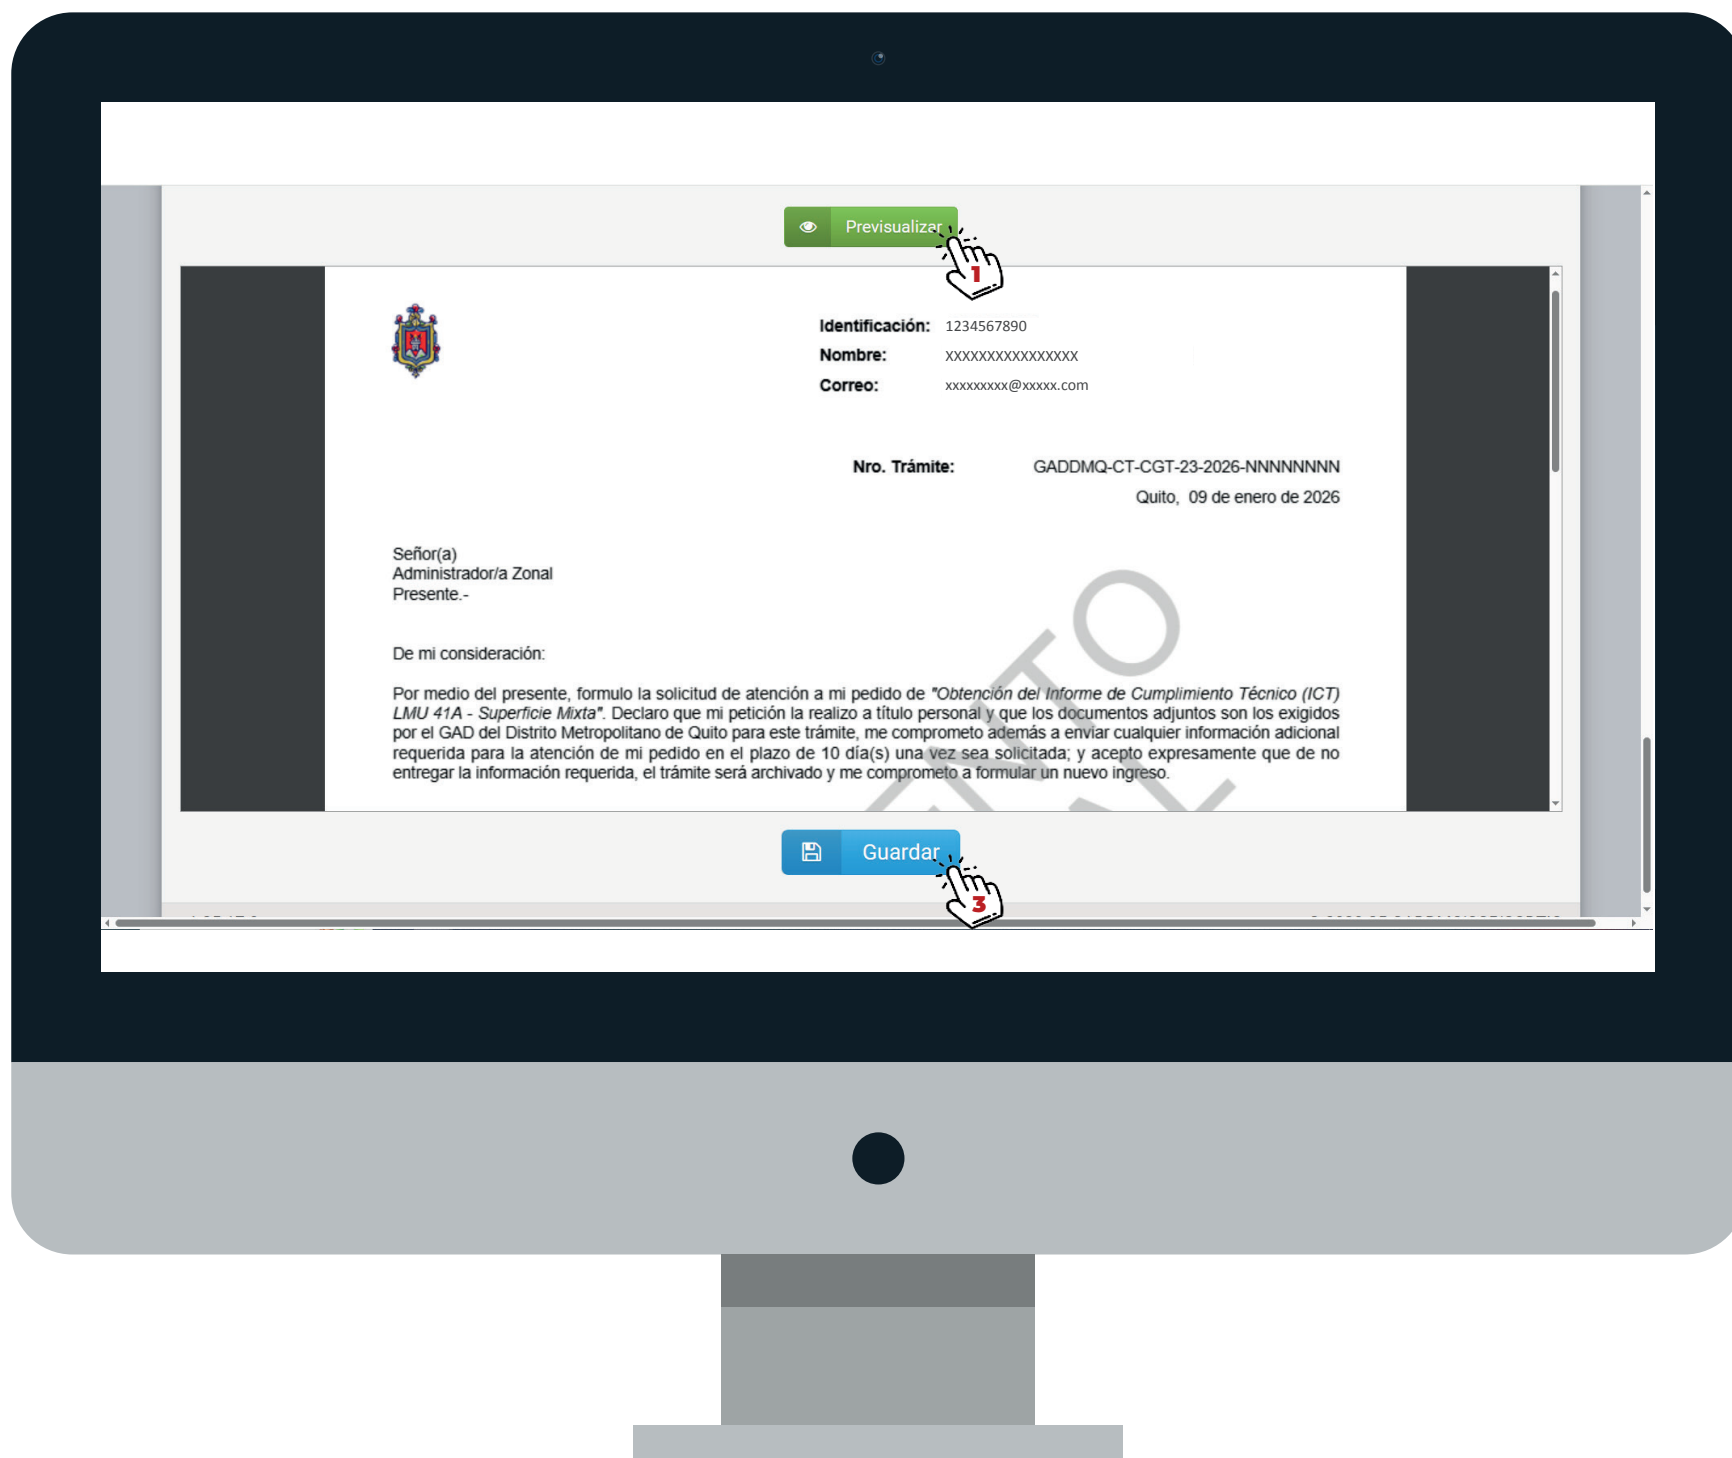 Previsualizar
1
Identificación: 1234567890
Nombre: XXXXXXXXXXXXXXXX
Correo: xxxxxxxxx@xxxxx.com
Nro. Trámite: GADDMQ-CT-CGT-23-2026-NNNNNNNN
Quito, 09 de enero de 2026
Señor(a)
Administrador/a Zonal
Presente.-
De mi consideración:
Por medio del presente, formulo la solicitud de atención a mi pedido de "Obtención del Informe de Cumplimiento Técnico (ICT)
LMU 41A - Superficie Mixta". Declaro que mi petición la realizo a título personal y que los documentos adjuntos son los exigidos
por el GAD del Distrito Metropolitano de Quito para este trámite, me comprometo además a enviar cualquier información adicional
requerida para la atención de mi pedido en el plazo de 10 día(s) una vez sea solicitada; y acepto expresamente que de no
entregar la información requerida, el trámite será archivado y me comprometo a formular un nuevo ingreso.
Guardar
3